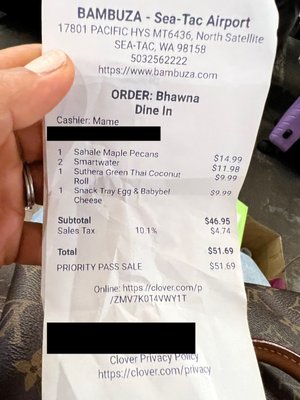 BAMBUZA - Sea-Tac Airport
17801 PACIFIC HYS MT6436, North Satellite
SEA-TAC, WA 98158
5032562222
https://www.bambuza.com
ORDER: Bhawna
Dine In
Cashier: Mame
1 Sahale Maple Pecans $14.99
2 Smartwater $11.98
1 Suthera Green Thai Coconut $9.99
Roll
1 Snack Tray Egg & Babybel $9.99
Cheese
Subtotal $46.95
Sales Tax 10.1% $4.74
Total $51.69
PRIORITY PASS SALE $51.69
Online: https://clover.com/p
/ZMV7K0T4VWY1T
Clover Privacy Policy
https://clover.com/privacy